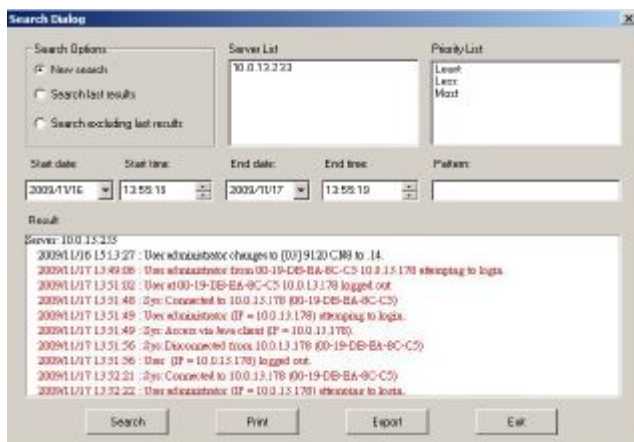 Search Dialog
Search Options
New search
Search last results
Search excluding last results
Server List
10.0.13.233
Priority List
Least
Less
Most
Start date:
Start time:
End date:
End time:
Pattern:
2009/11/16
13:55:19
2009/11/17
13:55:19
Result
Server: 10.0.13.233
2009/11/16 15:13:27 : User administrator changes to [03] 9120 CN8 to .14.
2009/11/17 13:49:06 : User administrator from 00-19-DB-EA-8C-C5 10.0.13.178 attempting to login.
2009/11/17 13:51:02 : User at 00-19-DB-EA-8C-C5 10.0.13.178 logged out.
2009/11/17 13:51:48 : Sys: Connected to 10.0.13.178 (00-19-DB-EA-8C-C5)
2009/11/17 13:51:49 : User administrator (IP = 10.0.13.178) attempting to login.
2009/11/17 13:51:49 : Sys: Access via Java client (IP = 10.0.13.178).
2009/11/17 13:51:56 : Sys: Disconnected from 10.0.13.178 (00-19-DB-EA-8C-C5)
2009/11/17 13:51:56 : User (IP = 10.0.13.178) logged out.
2009/11/17 13:52:21 : Sys: Connected to 10.0.13.178 (00-19-DB-EA-8C-C5)
2009/11/17 13:52:22 : User administrator (IP = 10.0.13.178) attempting to login.
Search
Print
Export
Exit